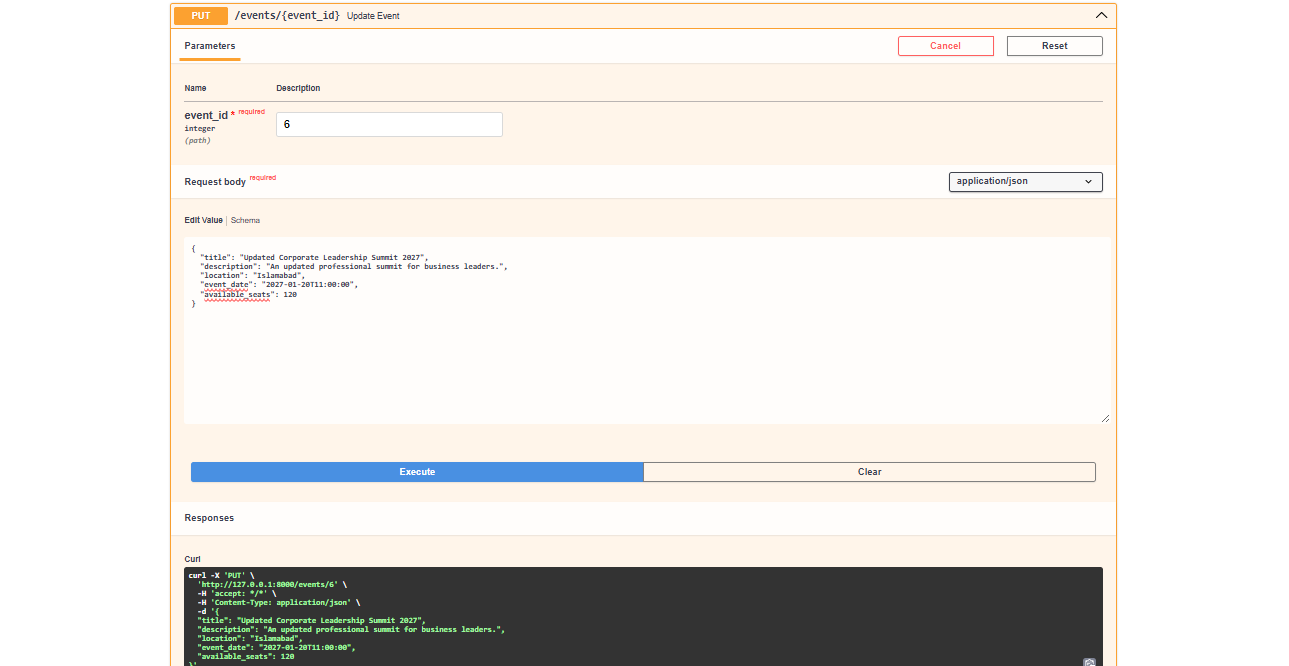 PUT /events/{event_id} Update Event
Parameters
Cancel
Reset
Name Description
event_id * required
integer
(path)
6
Request body required
application/json
Edit Value | Schema
{
  "title": "Updated Corporate Leadership Summit 2027",
  "description": "An updated professional summit for business leaders.",
  "location": "Islamabad",
  "event_date": "2027-01-20T11:00:00",
  "available_seats": 120
}
Execute
Clear
Responses
Curl
curl -X 'PUT' \
  'http://127.0.0.1:8000/events/6' \
  -H 'accept: */*' \
  -H 'Content-Type: application/json' \
  -d '{
  "title": "Updated Corporate Leadership Summit 2027",
  "description": "An updated professional summit for business leaders.",
  "location": "Islamabad",
  "event_date": "2027-01-20T11:00:00",
  "available_seats": 120
}'